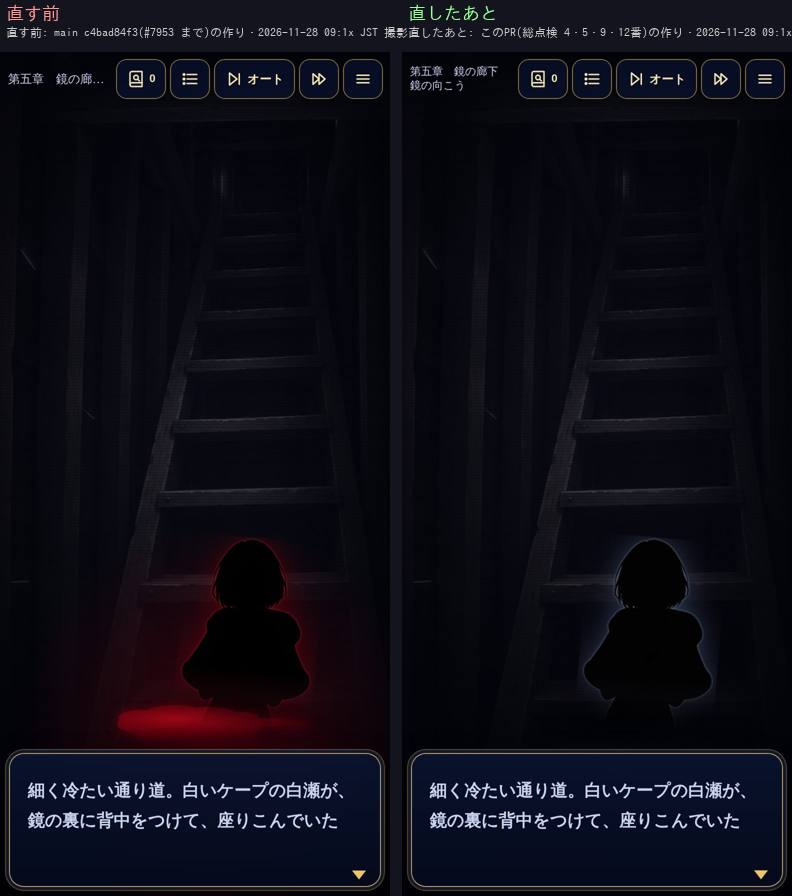 直す前
直す前: main c4bad84f3(#7953 まで)の作り・2026-11-28 09:1x JST 撮影
第五章　鏡の廊…
0
オート
細く冷たい通り道。白いケープの白瀬が、
鏡の裏に背中をつけて、座りこんでいた
直したあと
直したあと: このPR(総点検 4・5・9・12番)の作り・2026-11-28 09:1x
第五章　鏡の廊下
鏡の向こう
0
オート
細く冷たい通り道。白いケープの白瀬が、
鏡の裏に背中をつけて、座りこんでいた